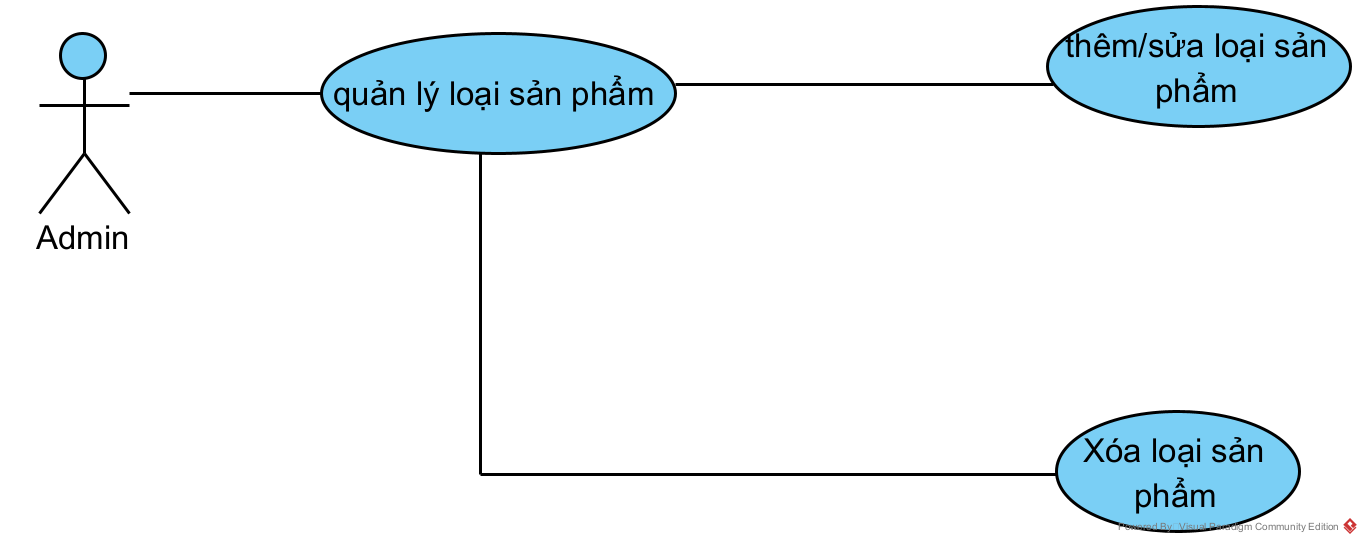 thêm/sửa loại sản
phẩm
quản lý loại sản phẩm
Admin
Xóa loại sản
phẩm
Powered By Visual Paradigm Community Edition